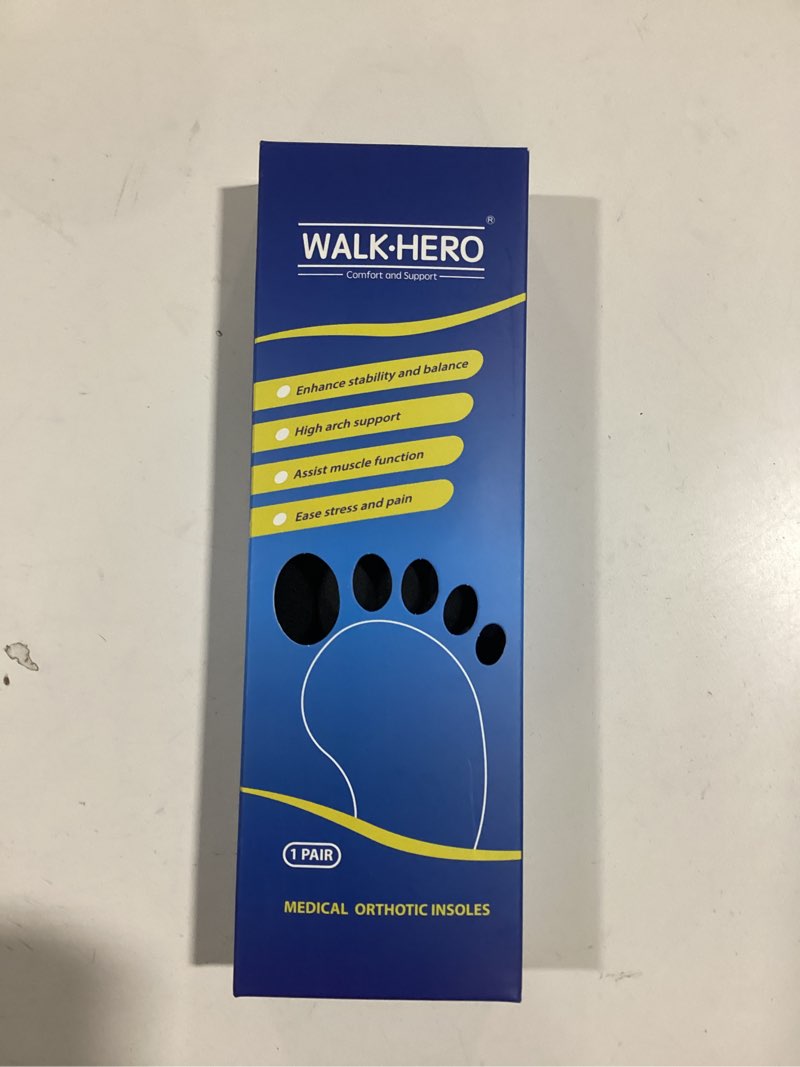 WALK·HERO®
Comfort and Support
Enhance stability and balance
High arch support
Assist muscle function
Ease stress and pain
1 PAIR
MEDICAL ORTHOTIC INSOLES